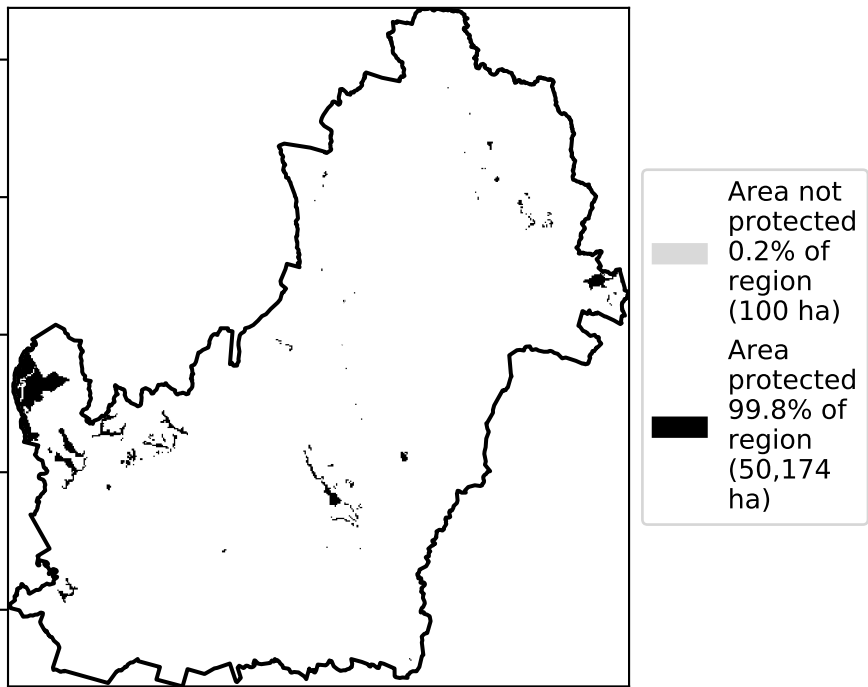 Area not
protected
0.2% of
region
(100 ha)
Area
protected
99.8% of
region
(50,174
ha)